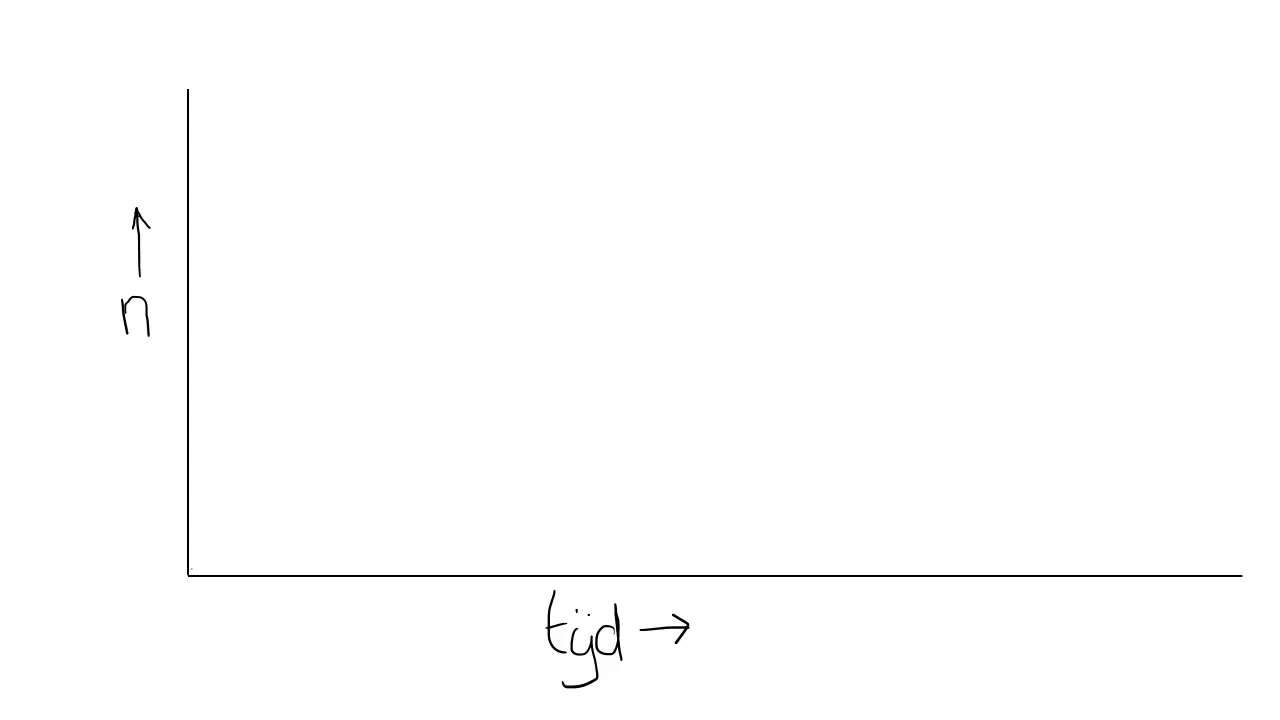 n →
tijd →